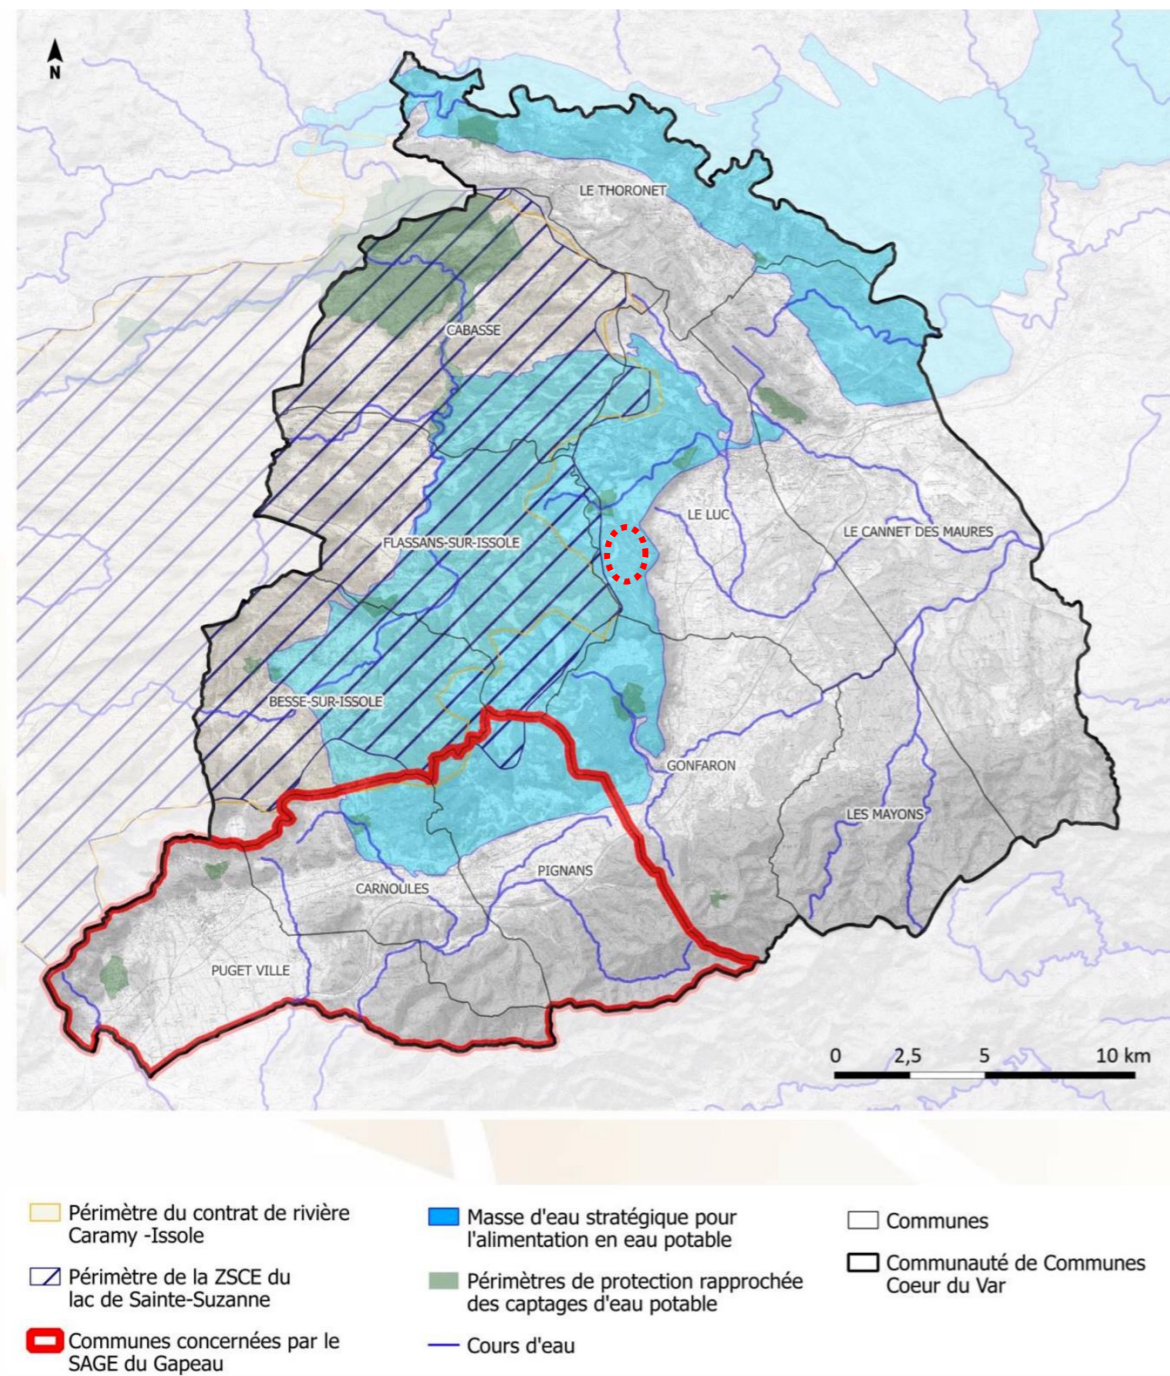 N
LE THORONET
CABASSE
LE LUC
LE CANNET DES MAURES
FLASSANS-SUR-ISSOLE
BESSE-SUR-ISSOLE
GONFARON
LES MAYONS
PIGNANS
CARNOULES
PUGET VILLE
0 2,5 5 10 km
Périmètre du contrat de rivière
Caramy -Issole
Périmètre de la ZSCE du
lac de Sainte-Suzanne
Communes concernées par le
SAGE du Gapeau
Masse d'eau stratégique pour
l'alimentation en eau potable
Périmètres de protection rapprochée
des captages d'eau potable
Cours d'eau
Communes
Communauté de Communes
Coeur du Var